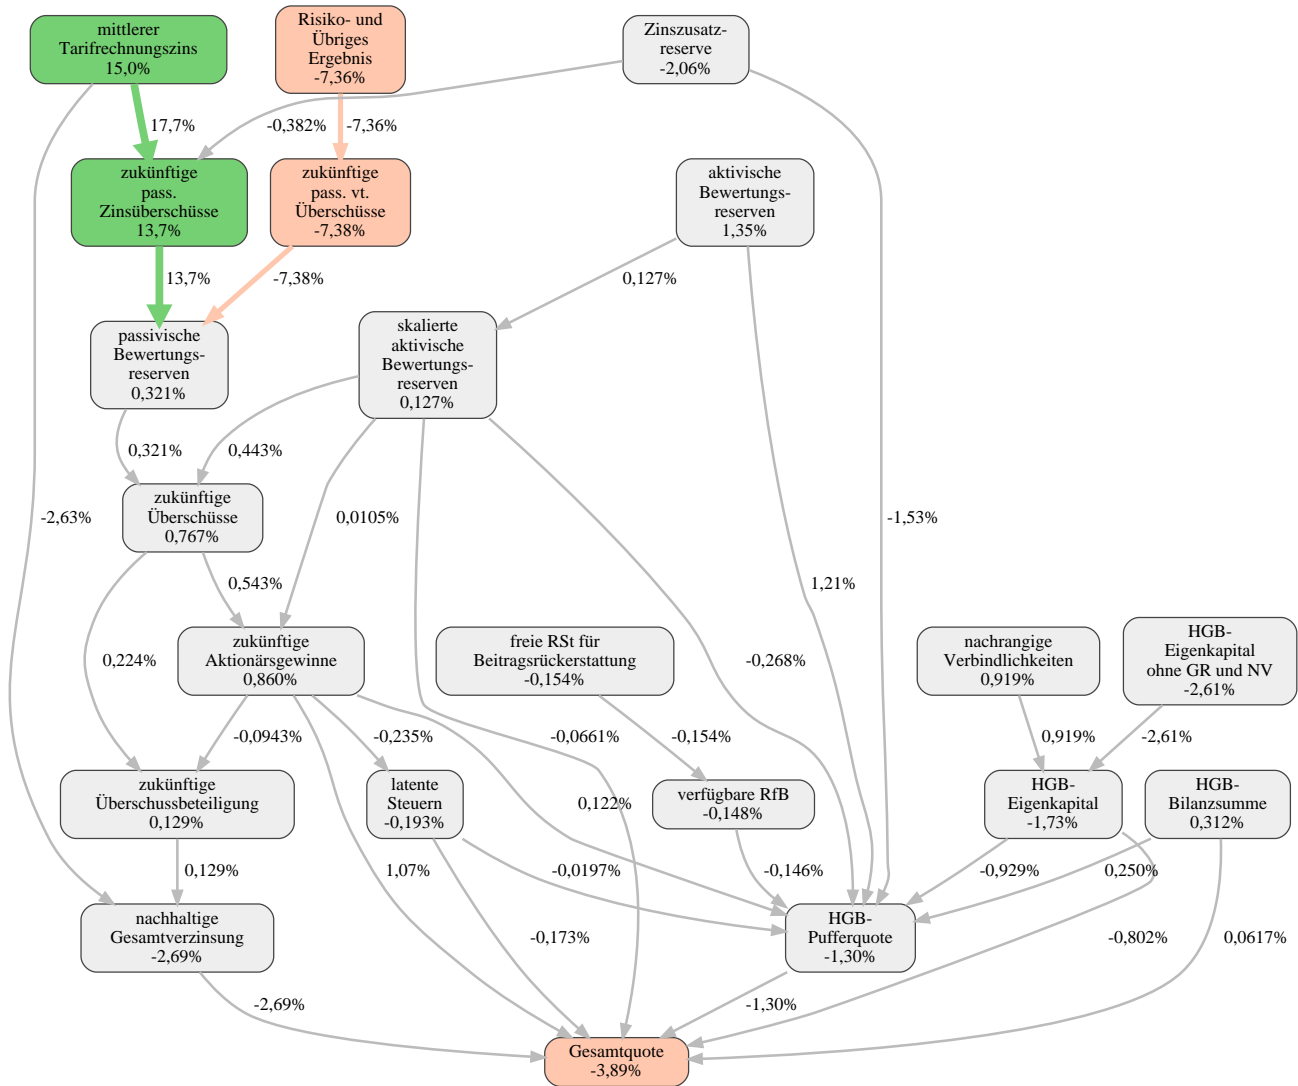 mittlerer
Tarifrechnungszins
15,0%
Risiko- und
Übriges
Ergebnis
-7,36%
Zinszusatz-
reserve
-2,06%
17,7%
-0,382%
-7,36%
zukünftige
pass.
Zinsüberschüsse
13,7%
zukünftige
pass. vt.
Überschüsse
-7,38%
aktivische
Bewertungs-
reserven
1,35%
13,7%
-7,38%
0,127%
passivische
Bewertungs-
reserven
0,321%
skalierte
aktivische
Bewertungs-
reserven
0,127%
0,321%
0,443%
zukünftige
Überschüsse
0,767%
-2,63%
0,0105%
-1,53%
0,543%
1,21%
zukünftige
Aktionärsgewinne
0,860%
freie RSt für
Beitragsrückerstattung
-0,154%
nachrangige
Verbindlichkeiten
0,919%
HGB-
Eigenkapital
ohne GR und NV
-2,61%
0,224%
-0,268%
-0,0943%
-0,235%
-0,0661%
-0,154%
0,919%
-2,61%
zukünftige
Überschussbeteiligung
0,129%
latente
Steuern
-0,193%
0,122%
verfügbare RfB
-0,148%
HGB-
Eigenkapital
-1,73%
HGB-
Bilanzsumme
0,312%
0,129%
1,07%
-0,0197%
-0,146%
-0,929%
0,250%
nachhaltige
Gesamtverzinsung
-2,69%
HGB-
Pufferquote
-1,30%
-0,173%
-0,802%
0,0617%
-2,69%
-1,30%
Gesamtquote
-3,89%